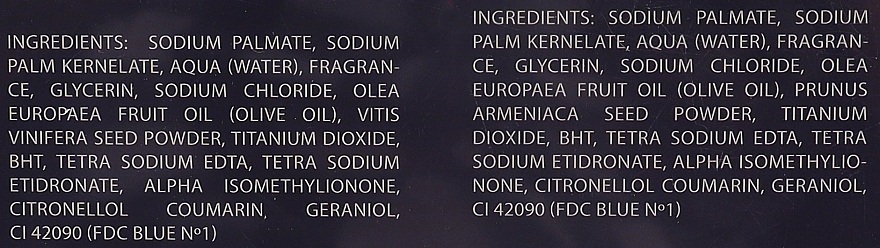 INGREDIENTS: SODIUM PALMATE, SODIUM
PALM KERNELATE, AQUA (WATER), FRAGRAN-
CE, GLYCERIN, SODIUM CHLORIDE, OLEA
EUROPAEA FRUIT OIL (OLIVE OIL), VITIS
VINIFERA SEED POWDER, TITANIUM DIOXIDE,
BHT, TETRA SODIUM EDTA, TETRA SODIUM
ETIDRONATE, ALPHA ISOMETHYLIONONE,
CITRONELLOL COUMARIN, GERANIOL,
CI 42090 (FDC BLUE Nº1)
INGREDIENTS: SODIUM PALMATE, SODIUM
PALM KERNELATE, AQUA (WATER), FRAGRAN-
CE, GLYCERIN, SODIUM CHLORIDE, OLEA
EUROPAEA FRUIT OIL (OLIVE OIL), PRUNUS
ARMENIACA SEED POWDER, TITANIUM
DIOXIDE, BHT, TETRA SODIUM EDTA, TETRA
SODIUM ETIDRONATE, ALPHA ISOMETHYLIO-
NONE, CITRONELLOL COUMARIN, GERANIOL,
CI 42090 (FDC BLUE Nº1)